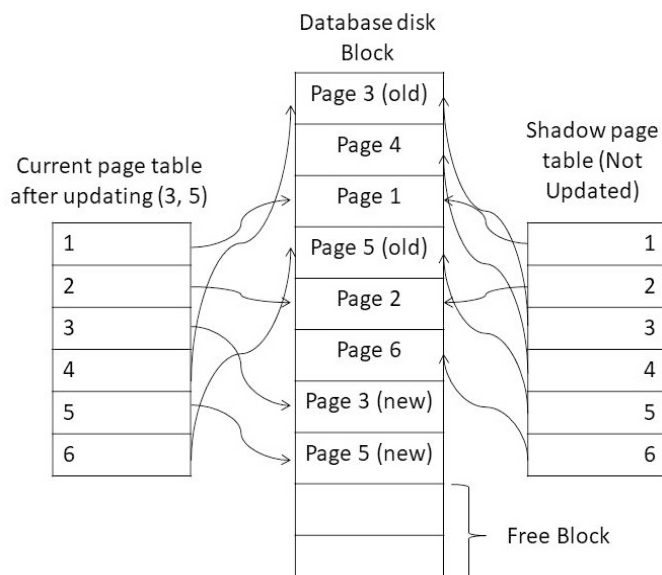 Database disk
Block
Page 3 (old)
Page 4
Page 1
Page 5 (old)
Page 2
Page 6
Page 3 (new)
Page 5 (new)
Current page table
after updating (3, 5)
1
2
3
4
5
6
Shadow page
table (Not
Updated)
1
2
3
4
5
6
Free Block